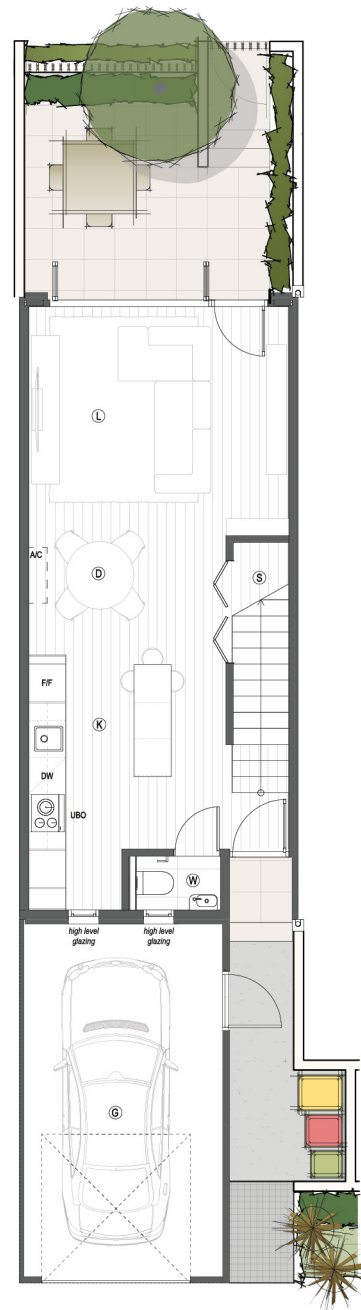 L
A/C
D
S
F/F
K
DW
UBO
W
high level
glazing
high level
glazing
G